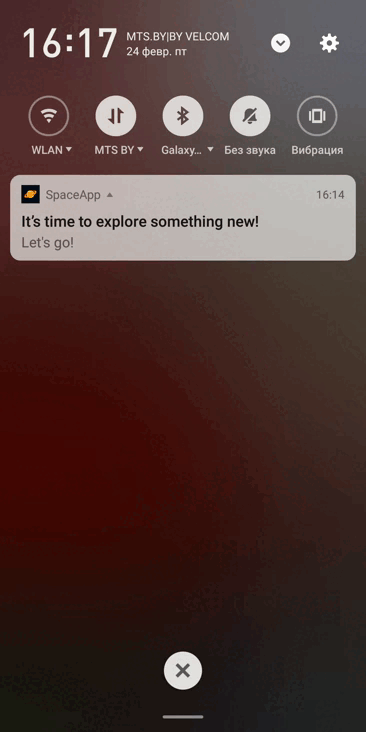 16:17
MTS.BY|BY VELCOM
24 февр. пт
WLAN
MTS BY
Galaxy...
Без звука
Вибрация
SpaceApp
16:14
It's time to explore something new!
Let's go!